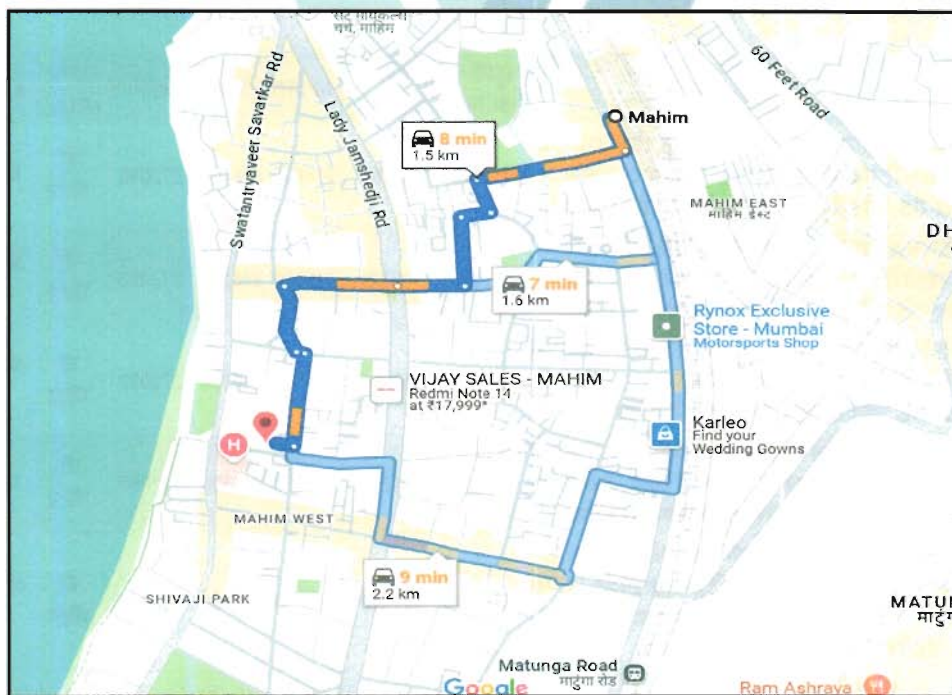 चर्च, माहिम
Swatantryaveer Savarkar Rd
Lady Jamshedji Rd
60 Feet Road
Mahim
8 min
1.5 km
MAHIM EAST
माहिम ईस्ट
DH
7 min
1.6 km
Rynox Exclusive
Store - Mumbai
Motorsports Shop
VIJAY SALES - MAHIM
Redmi Note 14
at ₹17,999*
Karleo
Find your
Wedding Gowns
H
MAHIM WEST
9 min
2.2 km
SHIVAJI PARK
MATU
माटुं
Matunga Road
माटुंगा रोड
Google
Ram Ashraya